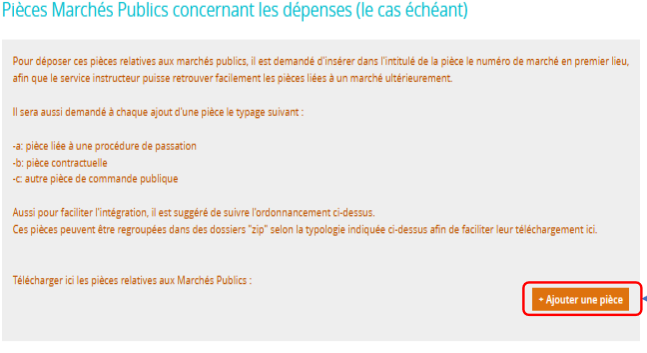 Pièces Marchés Publics concernant les dépenses (le cas échéant)
Pour déposer ces pièces relatives aux marchés publics, il est demandé d'insérer dans l'intitulé de la pièce le numéro de marché en premier lieu,
afin que le service instructeur puisse retrouver facilement les pièces liées à un marché ultérieurement.
Il sera aussi demandé à chaque ajout d'une pièce le typage suivant :
-a: pièce liée à une procédure de passation
-b: pièce contractuelle
-c: autre pièce de commande publique
Aussi pour faciliter l'intégration, il est suggéré de suivre l'ordonnancement ci-dessus.
Ces pièces peuvent être regroupées dans des dossiers "zip" selon la typologie indiquée ci-dessus afin de faciliter leur téléchargement ici.
Télécharger ici les pièces relatives aux Marchés Publics :
+ Ajouter une pièce